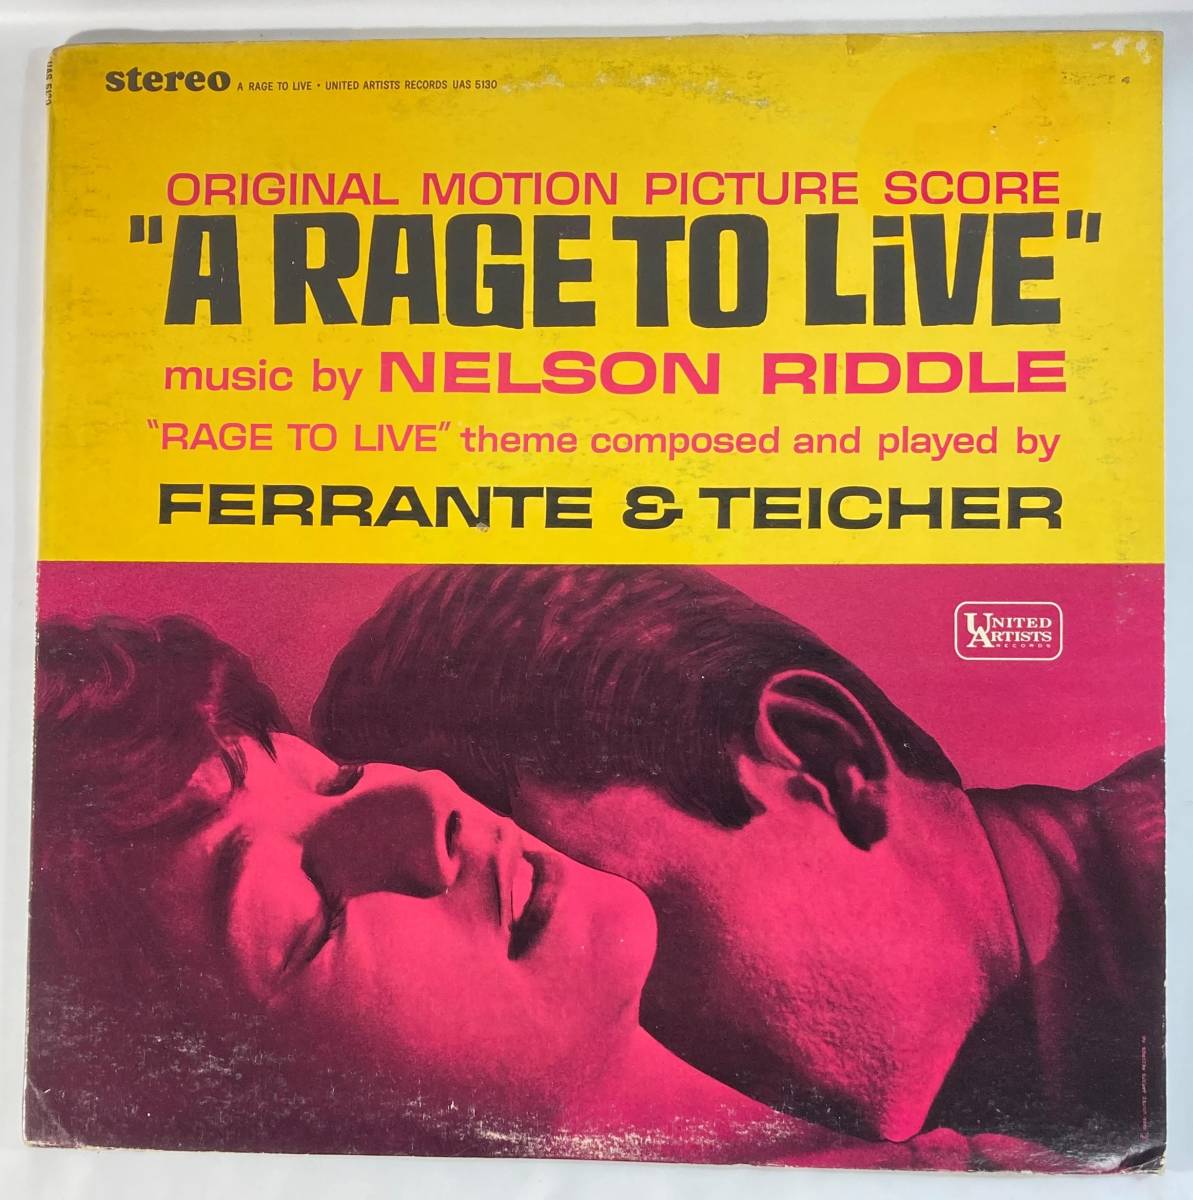 stereo A RAGE TO LIVE • UNITED ARTISTS RECORDS UAS 5130
ORIGINAL MOTION PICTURE SCORE
"A RAGE TO LiVE"
music by NELSON RIDDLE
"RAGE TO LIVE" theme composed and played by
FERRANTE & TEICHER
UNITED
ARTISTS
RECORDS